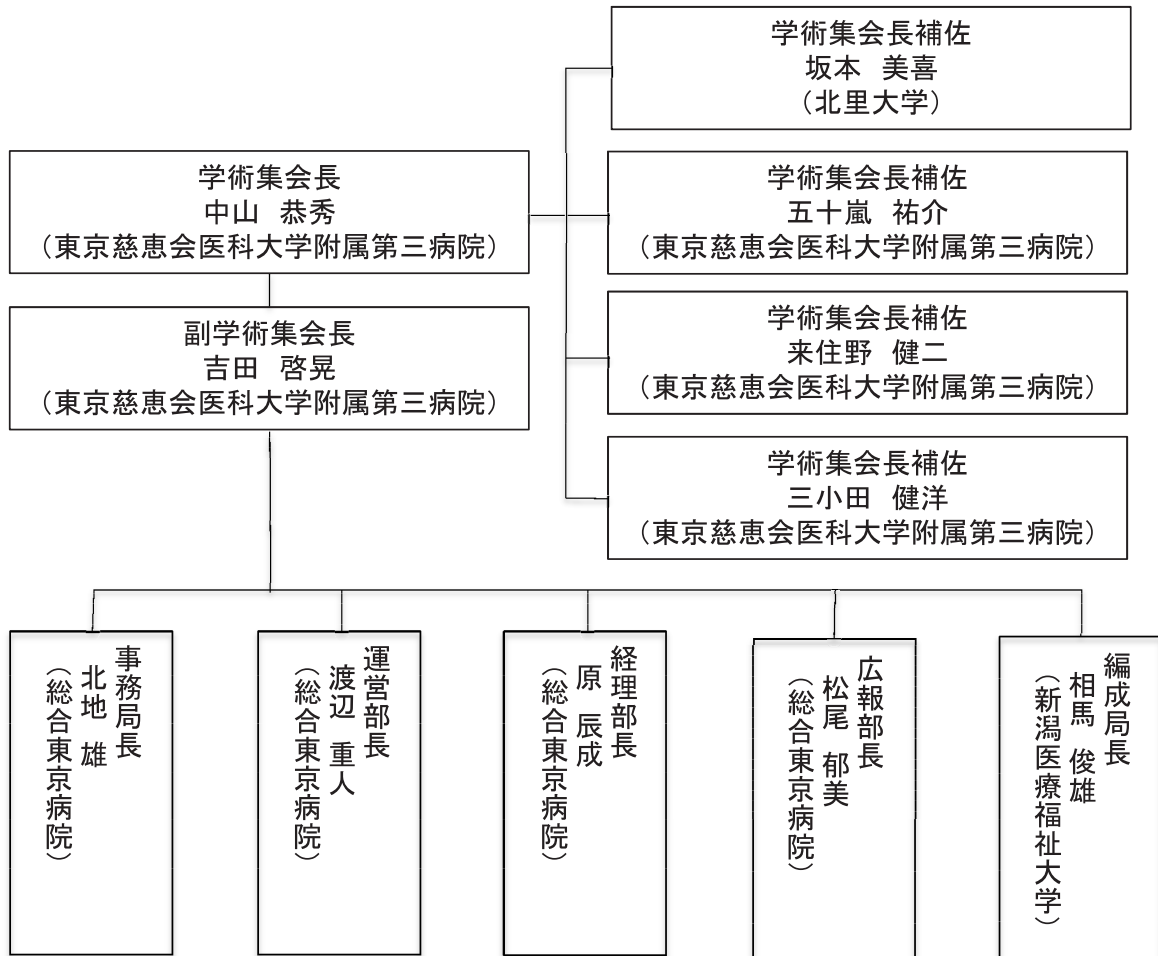 学術集会長
中山　恭秀
（東京慈恵会医科大学附属第三病院）
副学術集会長
吉田　啓晃
（東京慈恵会医科大学附属第三病院）
学術集会長補佐
坂本　美喜
（北里大学）
学術集会長補佐
五十嵐　祐介
（東京慈恵会医科大学附属第三病院）
学術集会長補佐
来住野　健二
（東京慈恵会医科大学附属第三病院）
学術集会長補佐
三小田　健洋
（東京慈恵会医科大学附属第三病院）
事務局長
北地　雄
（総合東京病院）
運営部長
渡辺　重人
（総合東京病院）
経理部長
原　辰成
（総合東京病院）
広報部長
松尾　郁美
（総合東京病院）
編成局長
相馬　俊雄
（新潟医療福祉大学）